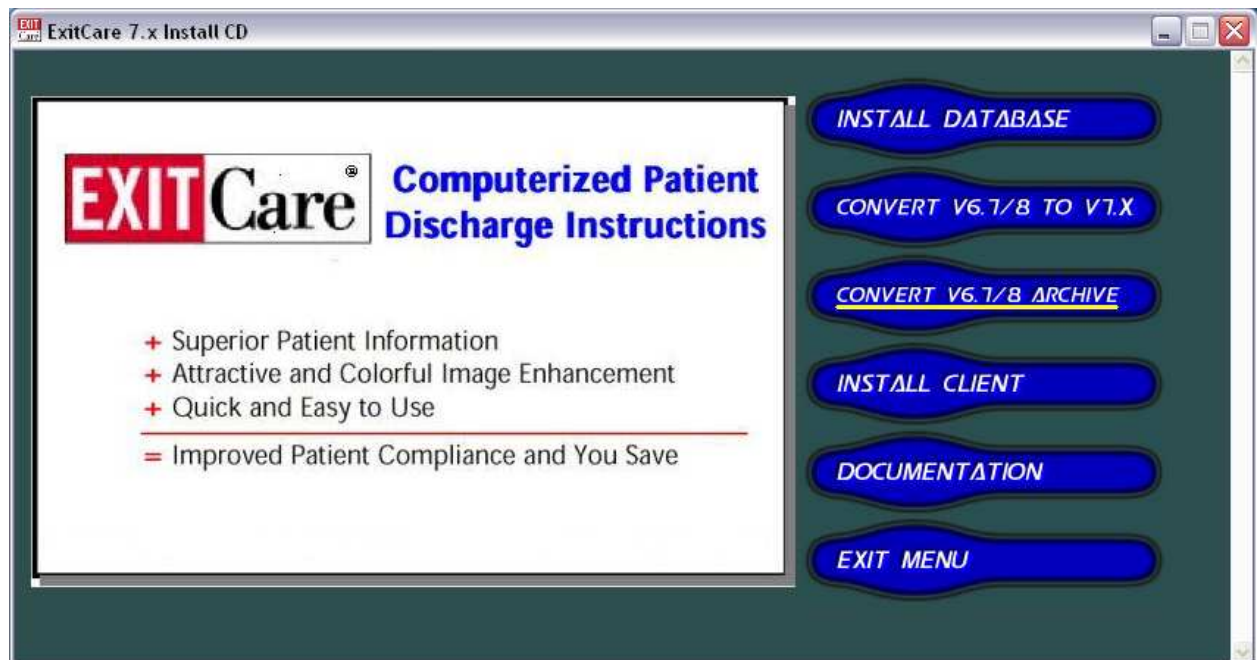 EXIT Care ExitCare 7.x Install CD
EXITCare®
Computerized Patient
Discharge Instructions
+ Superior Patient Information
+ Attractive and Colorful Image Enhancement
+ Quick and Easy to Use
= Improved Patient Compliance and You Save
INSTALL DATABASE
CONVERT V6.7/8 TO V7.X
CONVERT V6.7/8 ARCHIVE
INSTALL CLIENT
DOCUMENTATION
EXIT MENU